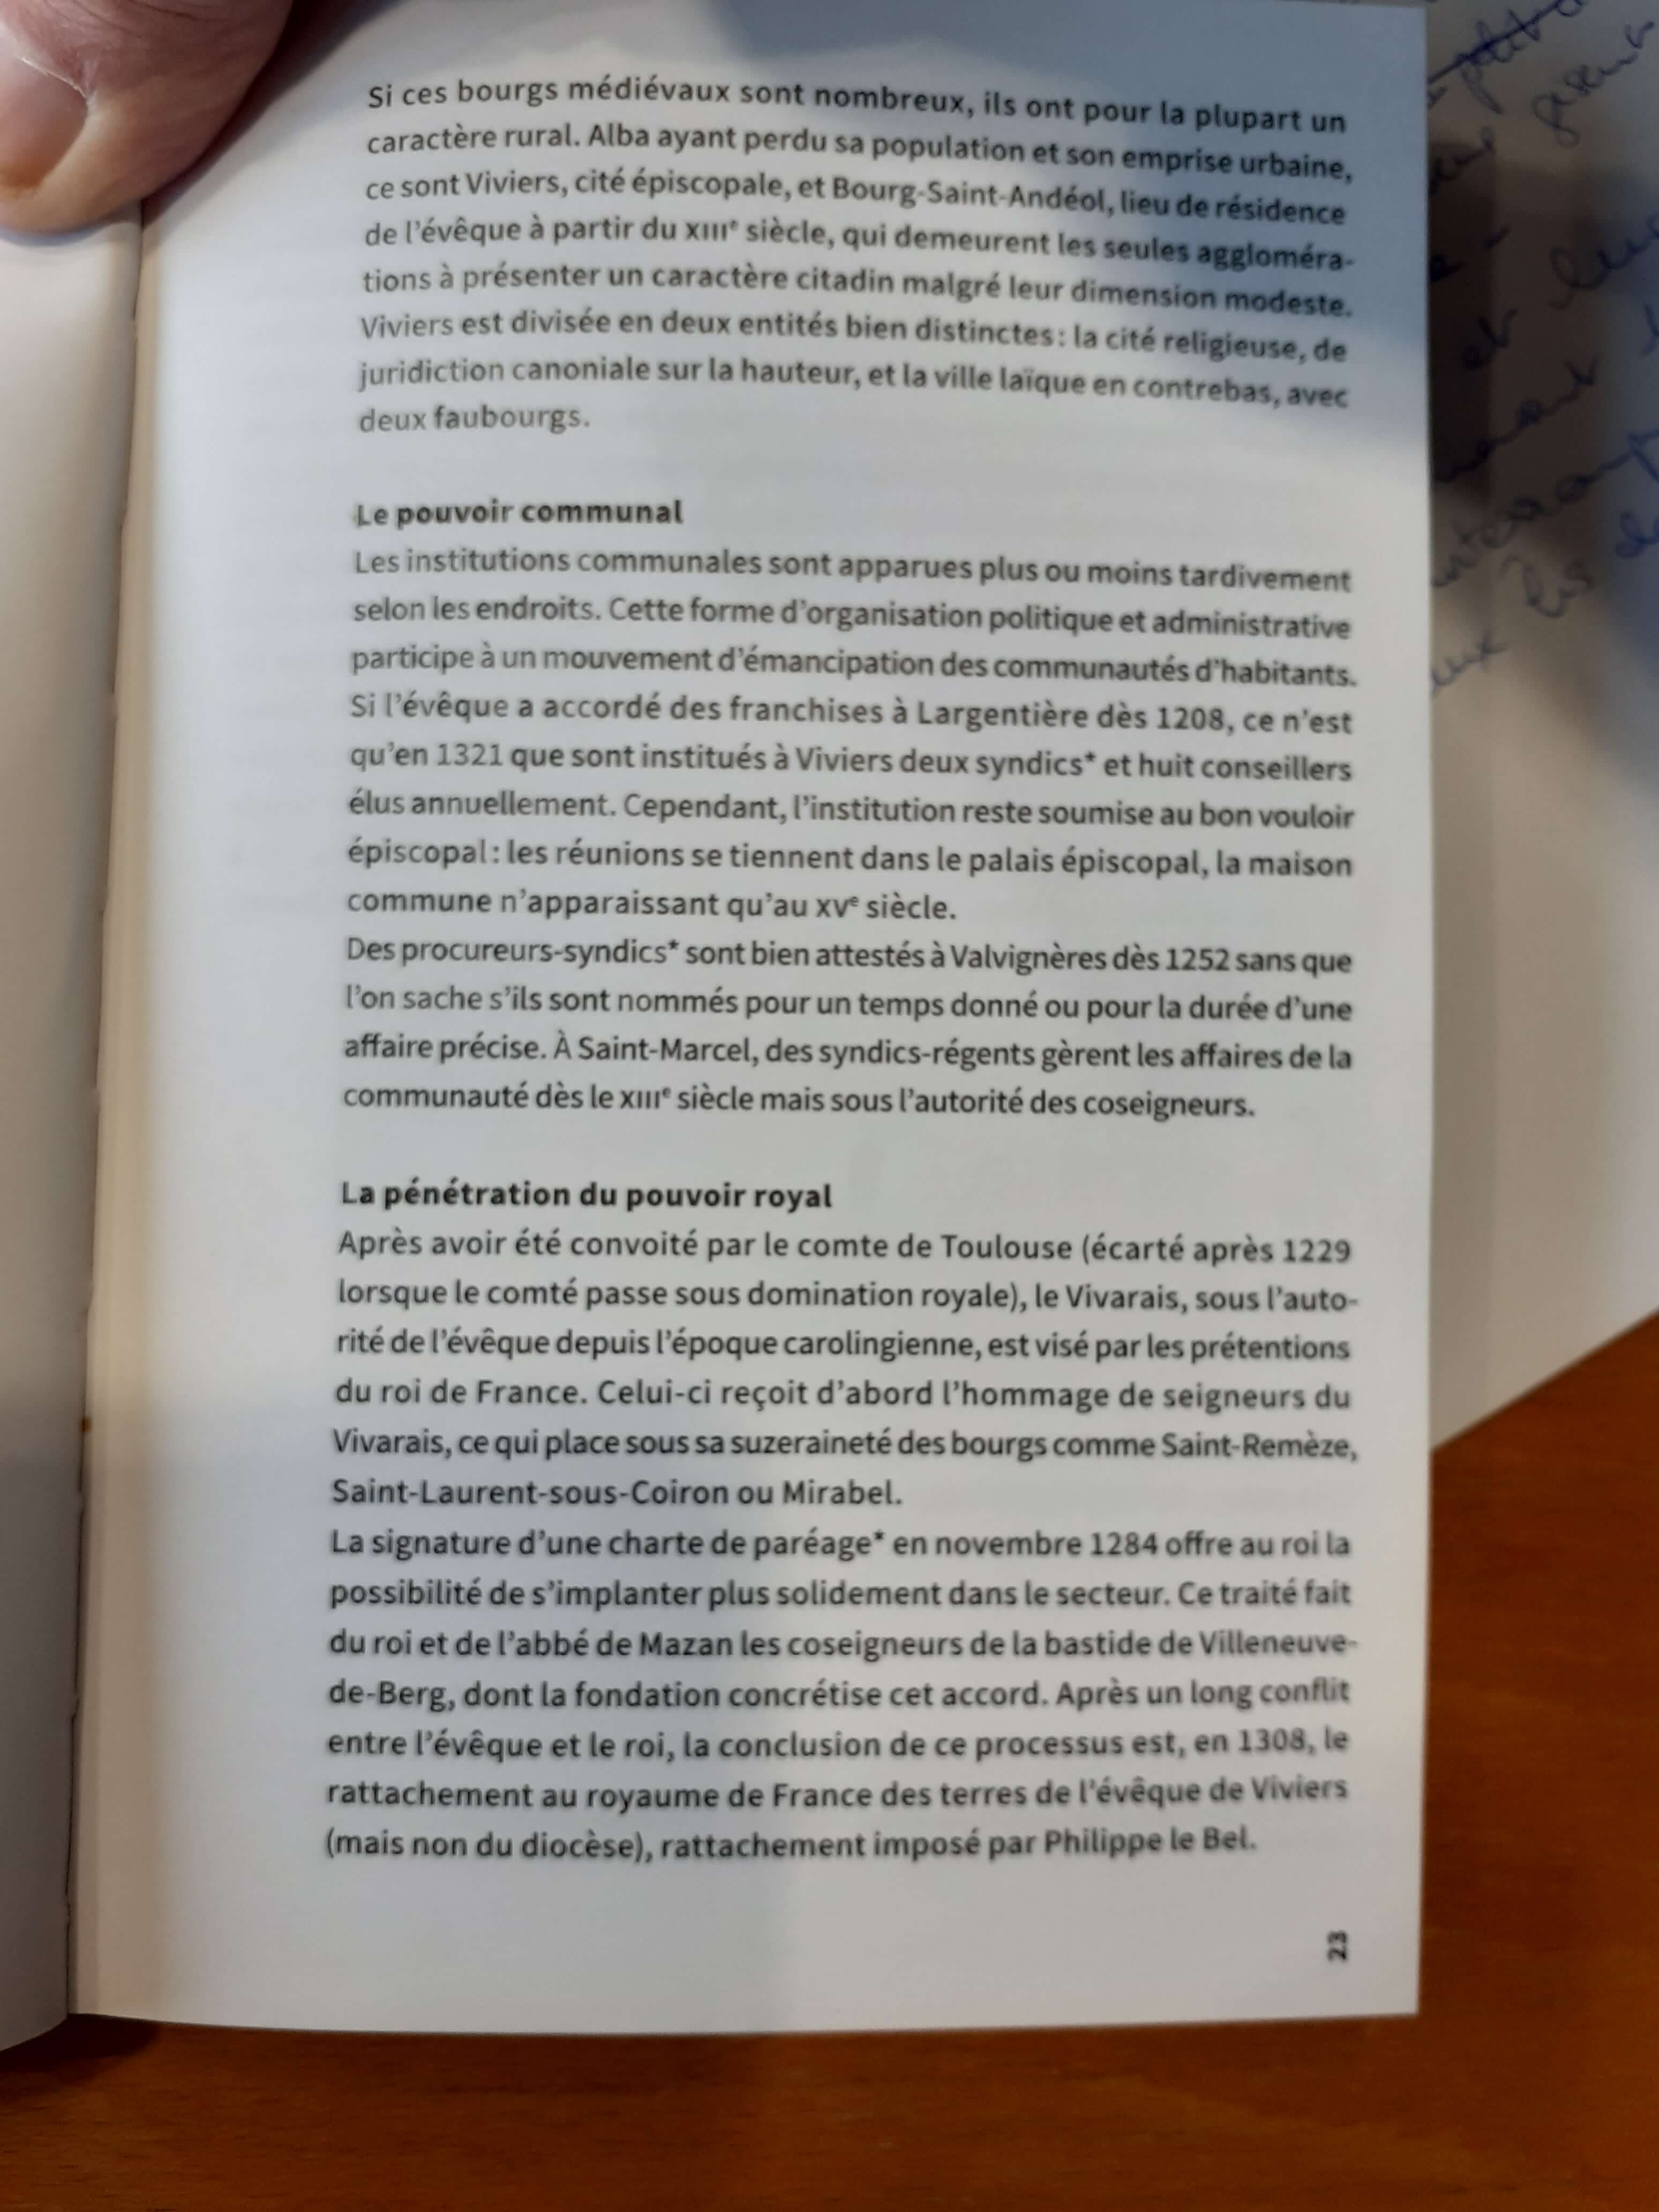 Si ces bourgs médiévaux sont nombreux, ils ont pour la plupart un
caractère rural. Alba ayant perdu sa population et son emprise urbaine,
ce sont Viviers, cité épiscopale, et Bourg-Saint-Andéol, lieu de résidence
de l'évêque à partir du XIIIe siècle, qui demeurent les seules aggloméra-
tions à présenter un caractère citadin malgré leur dimension modeste.
Viviers est divisée en deux entités bien distinctes : la cité religieuse, de
juridiction canoniale sur la hauteur, et la ville laïque en contrebas, avec
deux faubourgs.
Le pouvoir communal
Les institutions communales sont apparues plus ou moins tardivement
selon les endroits. Cette forme d'organisation politique et administrative
participe à un mouvement d'émancipation des communautés d'habitants.
Si l'évêque a accordé des franchises à Largentière dès 1208, ce n'est
qu'en 1321 que sont institués à Viviers deux syndics* et huit conseillers
élus annuellement. Cependant, l'institution reste soumise au bon vouloir
épiscopal : les réunions se tiennent dans le palais épiscopal, la maison
commune n'apparaissant qu'au XVe siècle.
Des procureurs-syndics* sont bien attestés à Valvignères dès 1252 sans que
l'on sache s'ils sont nommés pour un temps donné ou pour la durée d'une
affaire précise. À Saint-Marcel, des syndics-régents gèrent les affaires de la
communauté dès le XIIIe siècle mais sous l'autorité des coseigneurs.
La pénétration du pouvoir royal
Après avoir été convoité par le comte de Toulouse (écarté après 1229
lorsque le comté passe sous domination royale), le Vivarais, sous l'auto-
rité de l'évêque depuis l'époque carolingienne, est visé par les prétentions
du roi de France. Celui-ci reçoit d'abord l'hommage de seigneurs du
Vivarais, ce qui place sous sa suzeraineté des bourgs comme Saint-Remèze,
Saint-Laurent-sous-Coiron ou Mirabel.
La signature d'une charte de paréage* en novembre 1284 offre au roi la
possibilité de s'implanter plus solidement dans le secteur. Ce traité fait
du roi et de l'abbé de Mazan les coseigneurs de la bastide de Villeneuve-
de-Berg, dont la fondation concrétise cet accord. Après un long conflit
entre l'évêque et le roi, la conclusion de ce processus est, en 1308, le
rattachement au royaume de France des terres de l'évêque de Viviers
(mais non du diocèse), rattachement imposé par Philippe le Bel.
23
et
les